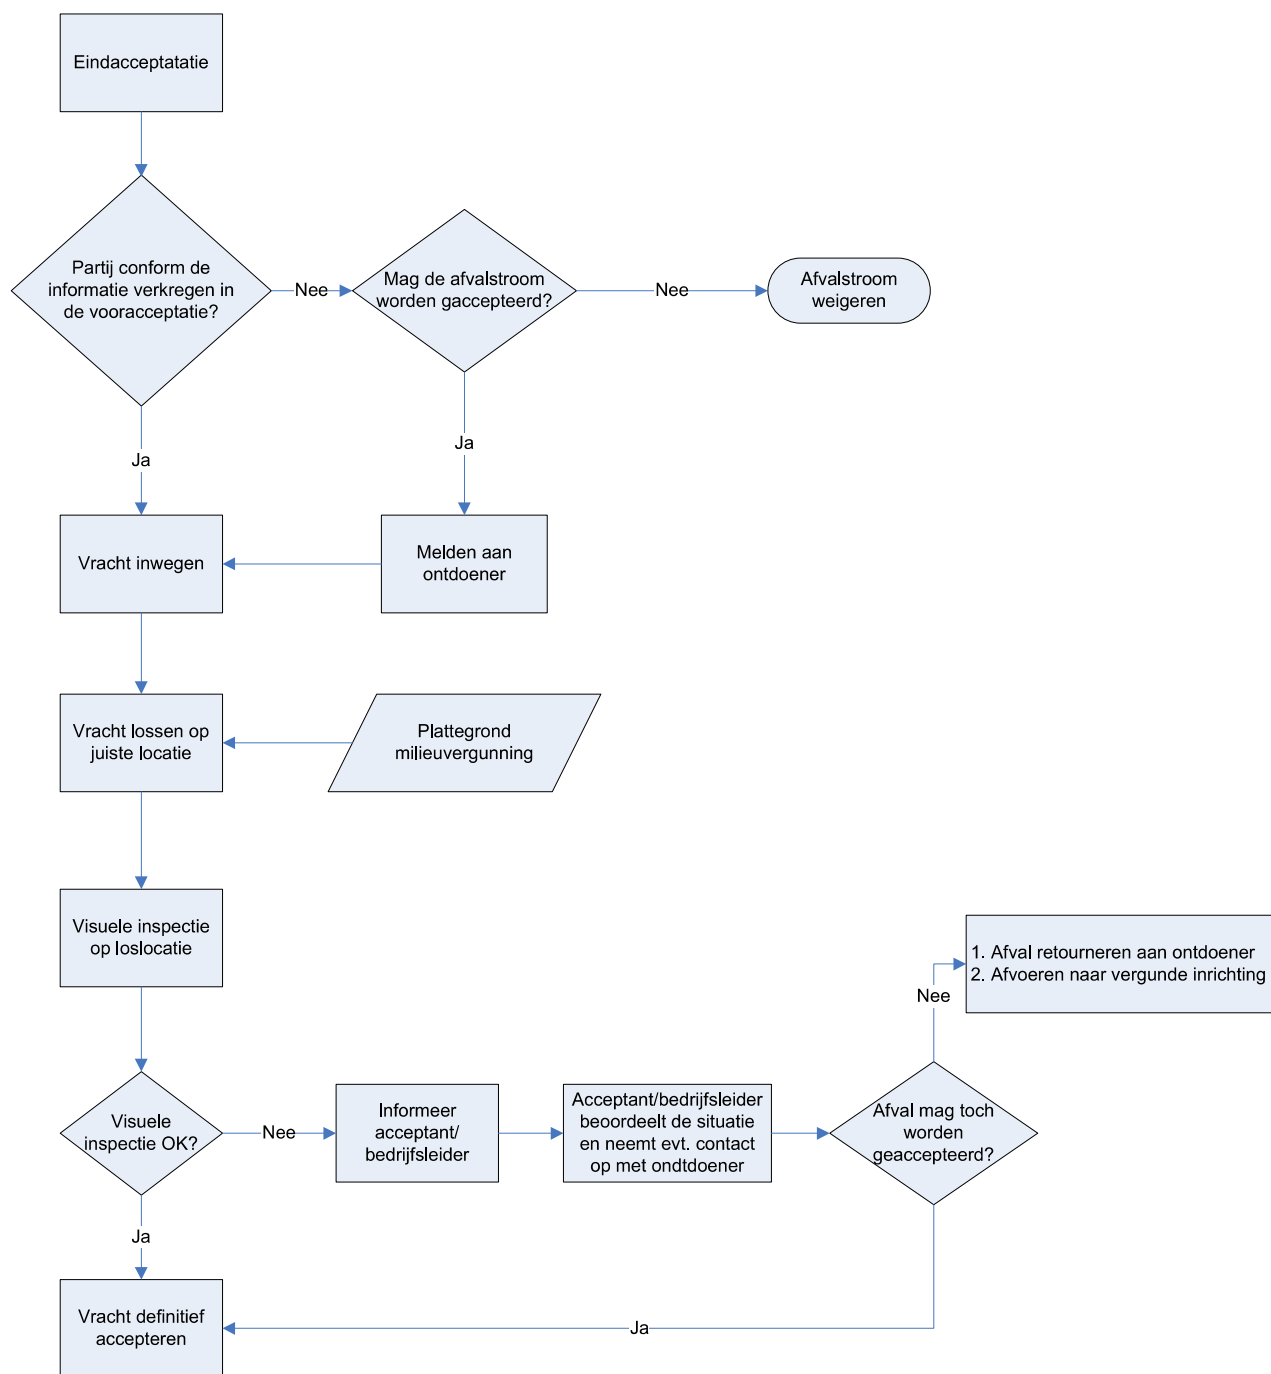 Eindacceptatatie
Partij conform de
informatie verkregen in
de vooracceptatie?
Nee
Mag de afvalstroom
worden gaccepteerd?
Nee
Afvalstroom
weigeren
Ja
Ja
Vracht inwegen
Melden aan
ontdoener
Vracht lossen op
juiste locatie
Plattegrond
milieuvergunning
Visuele inspectie
op loslocatie
1. Afval retourneren aan ontdoener
2. Afvoeren naar vergunde inrichting
Nee
Visuele
inspectie OK?
Nee
Informeer
acceptant/
bedrijfsleider
Acceptant/bedrijfsleider
beoordeelt de situatie
en neemt evt. contact
op met ondtdoener
Afval mag toch
worden
geaccepteerd?
Ja
Vracht definitief
accepteren
Ja